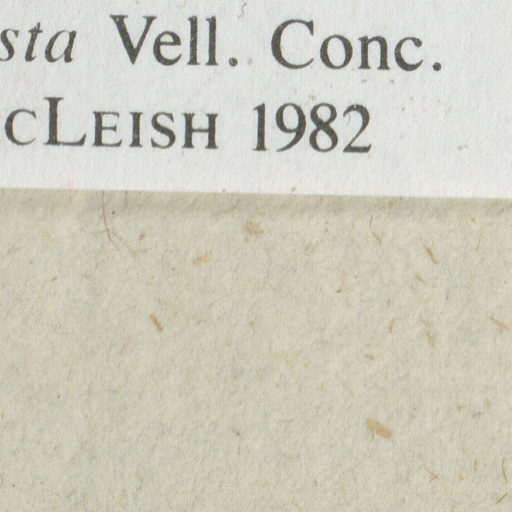 sta Vell. Conc.
cLeish 1982